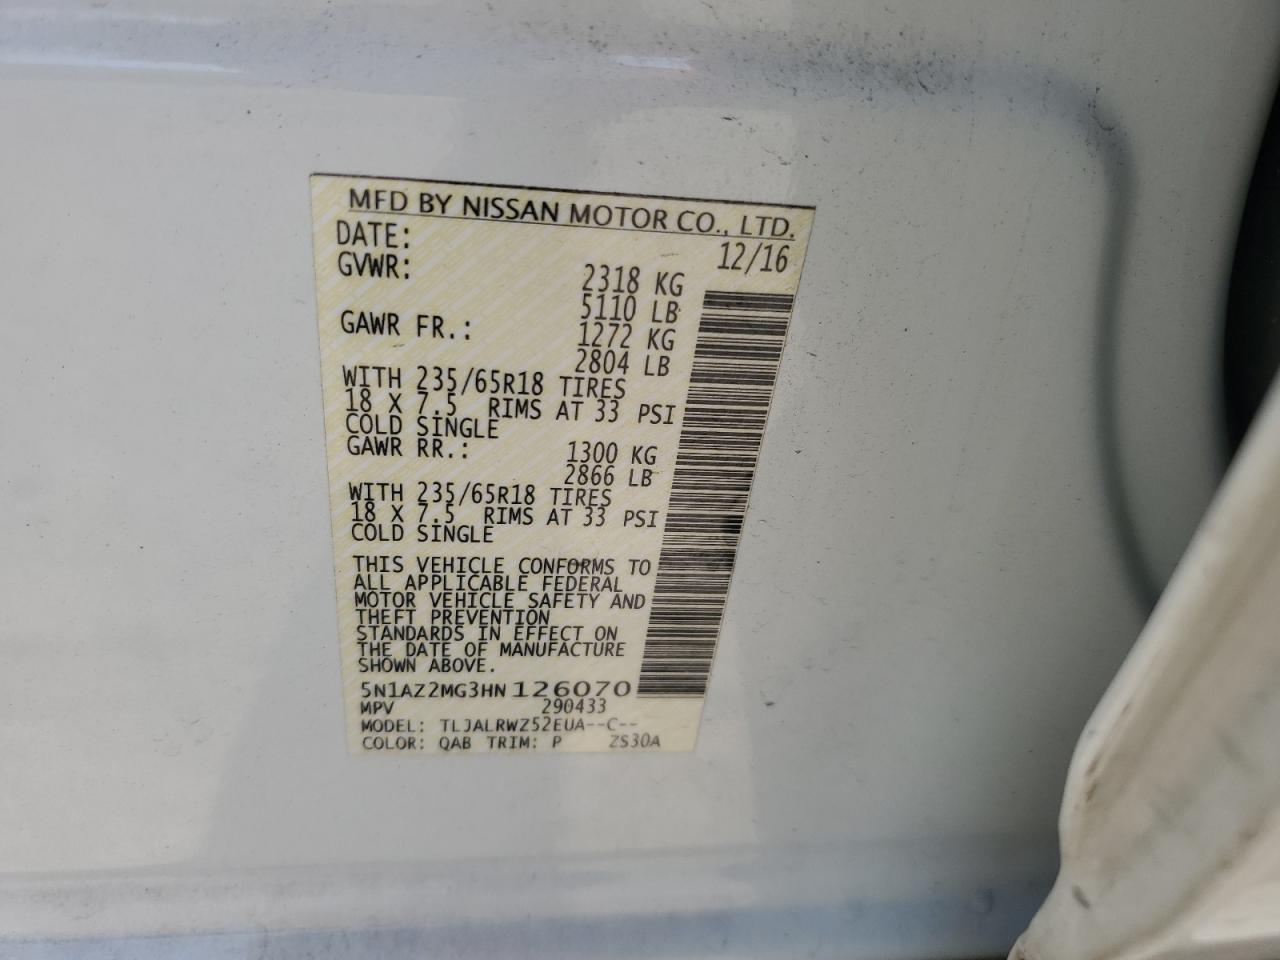 MFD BY NISSAN MOTOR CO., LTD.
DATE: 12/16
GVWR: 2318 KG
5110 LB
GAWR FR.: 1272 KG
2804 LB
WITH 235/65R18 TIRES
18 X 7.5 RIMS AT 33 PSI
COLD SINGLE
GAWR RR.: 1300 KG
2866 LB
WITH 235/65R18 TIRES
18 X 7.5 RIMS AT 33 PSI
COLD SINGLE
THIS VEHICLE CONFORMS TO
ALL APPLICABLE FEDERAL
MOTOR VEHICLE SAFETY AND
THEFT PREVENTION
STANDARDS IN EFFECT ON
THE DATE OF MANUFACTURE
SHOWN ABOVE.
5N1AZ2MG3HN126070
MPV 290433
MODEL: TLJALRWZ52EUA--C--
COLOR: QAB TRIM: P ZS30A